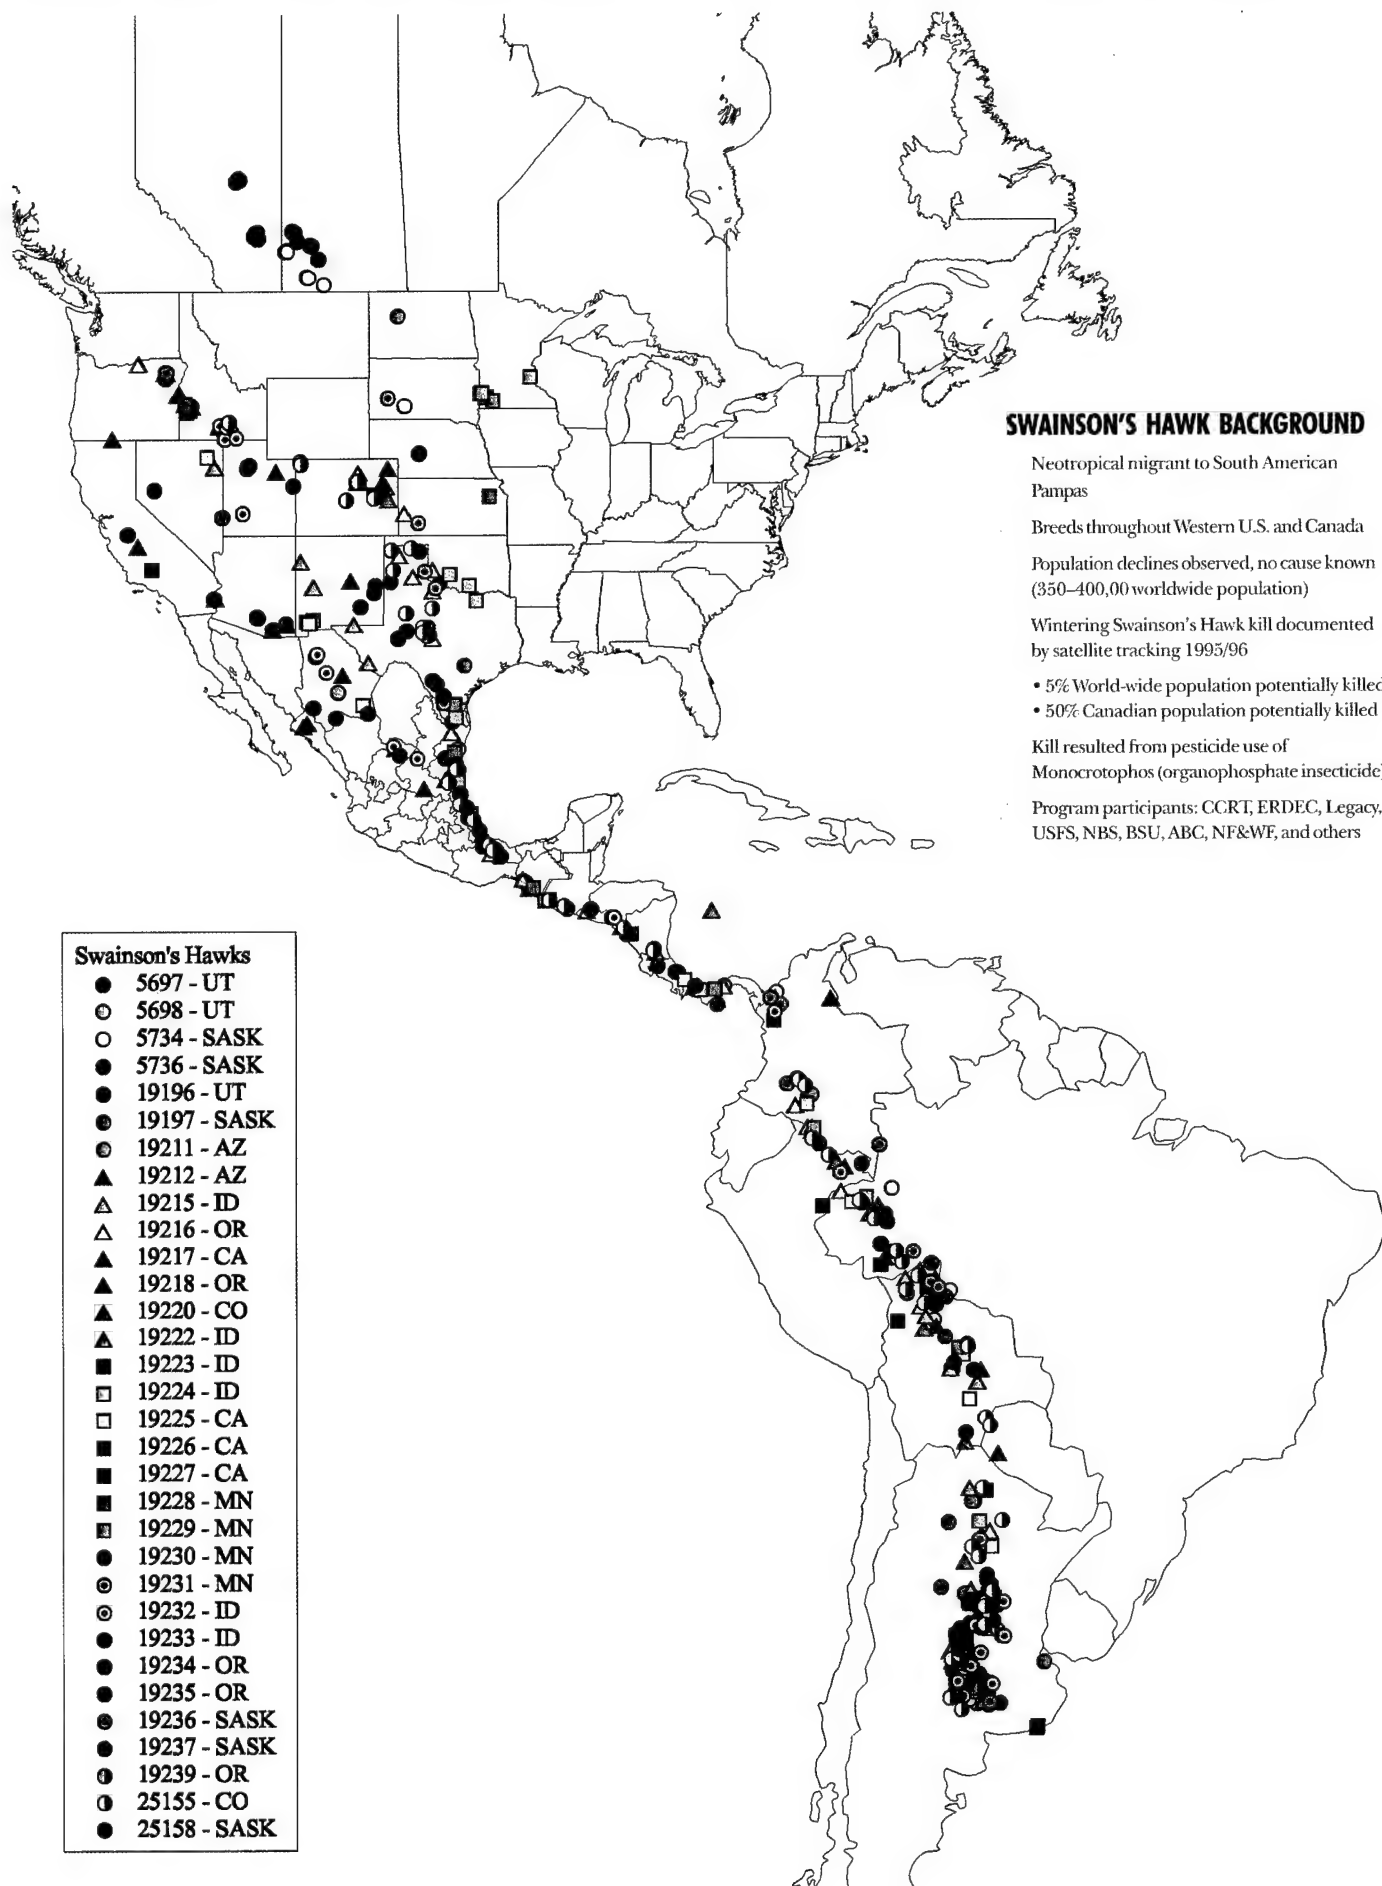 SWAINSON'S HAWK BACKGROUND
Neotropical migrant to South American
Pampas
Breeds throughout Western U.S. and Canada
Population declines observed, no cause known
(350–400,00 worldwide population)
Wintering Swainson's Hawk kill documented
by satellite tracking 1995/96
• 5% World-wide population potentially killed
• 50% Canadian population potentially killed
Kill resulted from pesticide use of
Monocrotophos (organophosphate insecticide)
Program participants: CCRT, ERDEC, Legacy,
USFS, NBS, BSU, ABC, NF&WF, and others
Swainson's Hawks
5697 - UT
5698 - UT
5734 - SASK
5736 - SASK
19196 - UT
19197 - SASK
19211 - AZ
19212 - AZ
19215 - ID
19216 - OR
19217 - CA
19218 - OR
19220 - CO
19222 - ID
19223 - ID
19224 - ID
19225 - CA
19226 - CA
19227 - CA
19228 - MN
19229 - MN
19230 - MN
19231 - MN
19232 - ID
19233 - ID
19234 - OR
19235 - OR
19236 - SASK
19237 - SASK
19239 - OR
25155 - CO
25158 - SASK